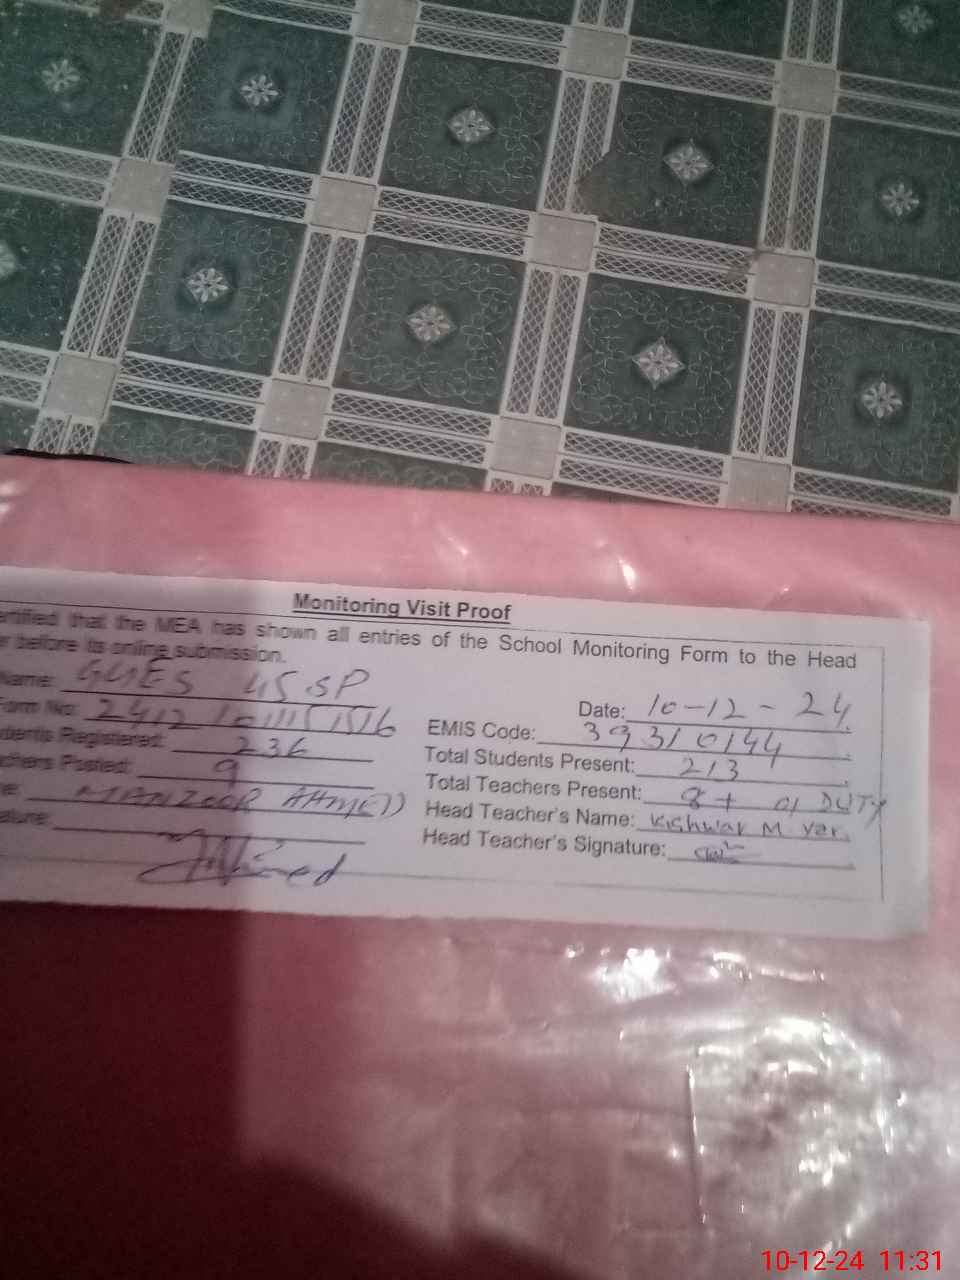 Monitoring Visit Proof
ertified that the MEA has shown all entries of the School Monitoring Form to the Head
r before its online submission.
Name: 45 SP
Date: 10-12-24
Form No:
EMIS Code: 39310144
dents Registered: 236
Total Students Present: 213
chers Posted: 9
Total Teachers Present: 8+ 01 DUTY
e: MANZOOR AHMED
Head Teacher's Name: Kishwar M Yar.
ature: Ahmed
Head Teacher's Signature:
10-12-24 11:31